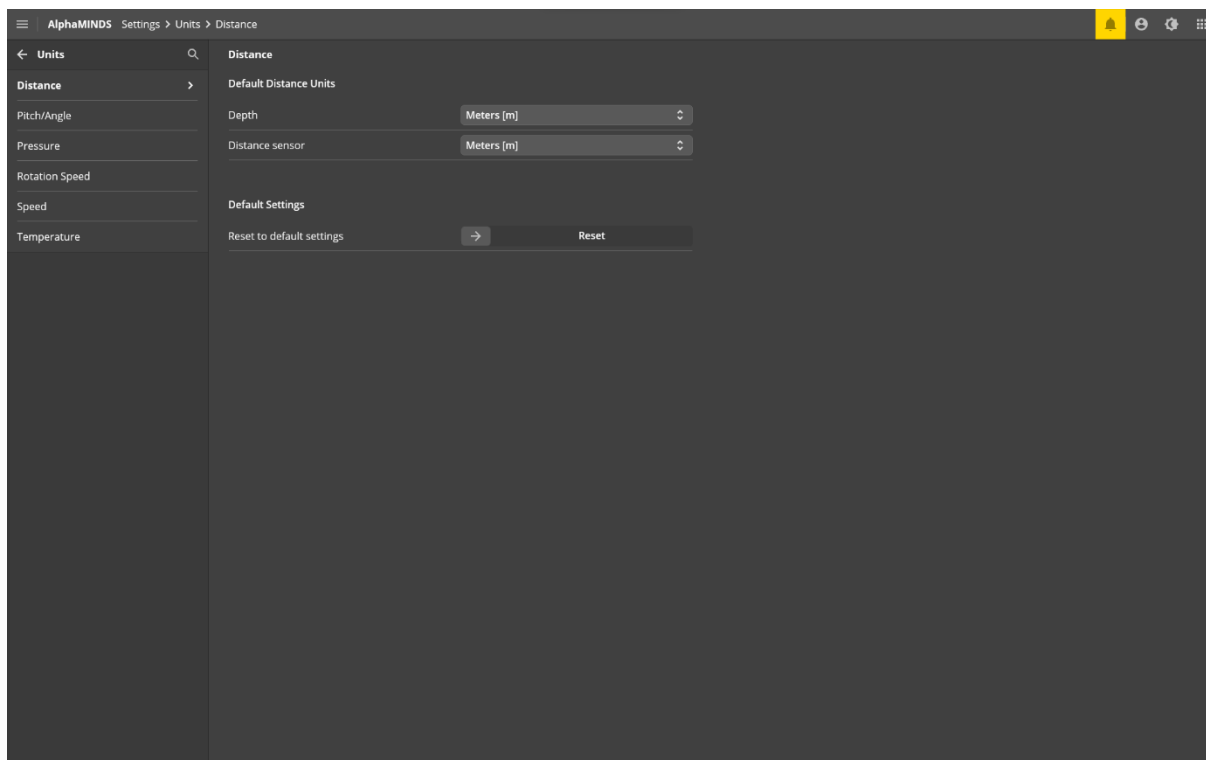 AlphaMINDS Settings > Units > Distance
Units
Distance
Pitch/Angle
Pressure
Rotation Speed
Speed
Temperature
Distance
Default Distance Units
Depth Meters [m]
Distance sensor Meters [m]
Default Settings
Reset to default settings Reset